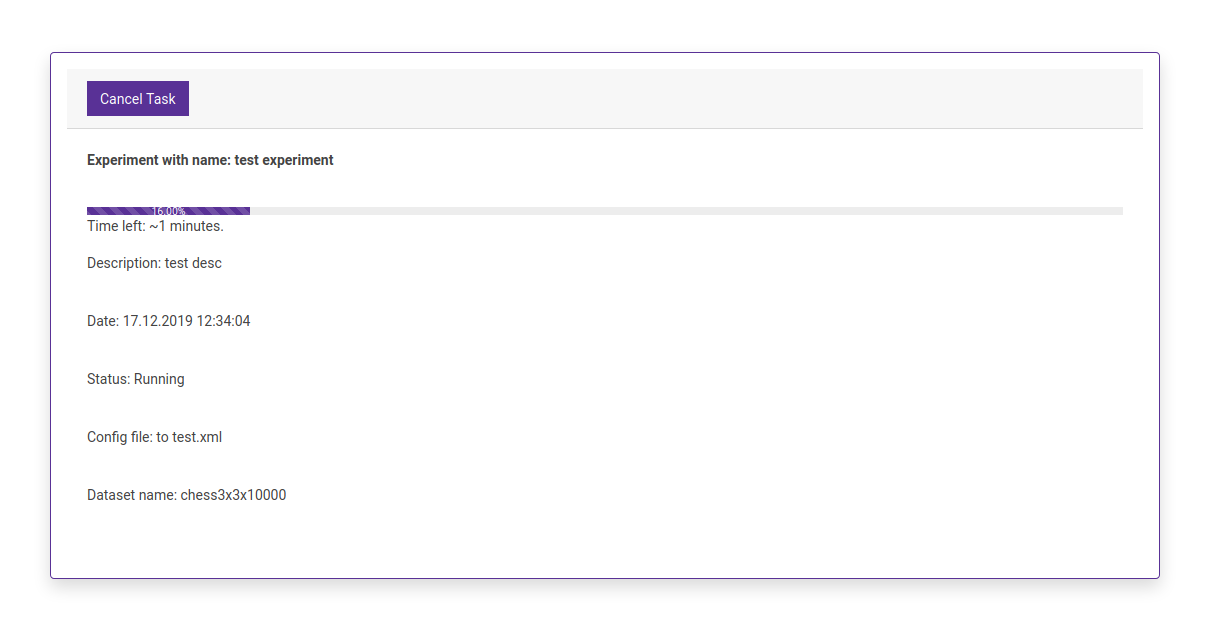 Cancel Task
Experiment with name: test experiment
16.00%
Time left: ~1 minutes.
Description: test desc
Date: 17.12.2019 12:34:04
Status: Running
Config file: to test.xml
Dataset name: chess3x3x10000